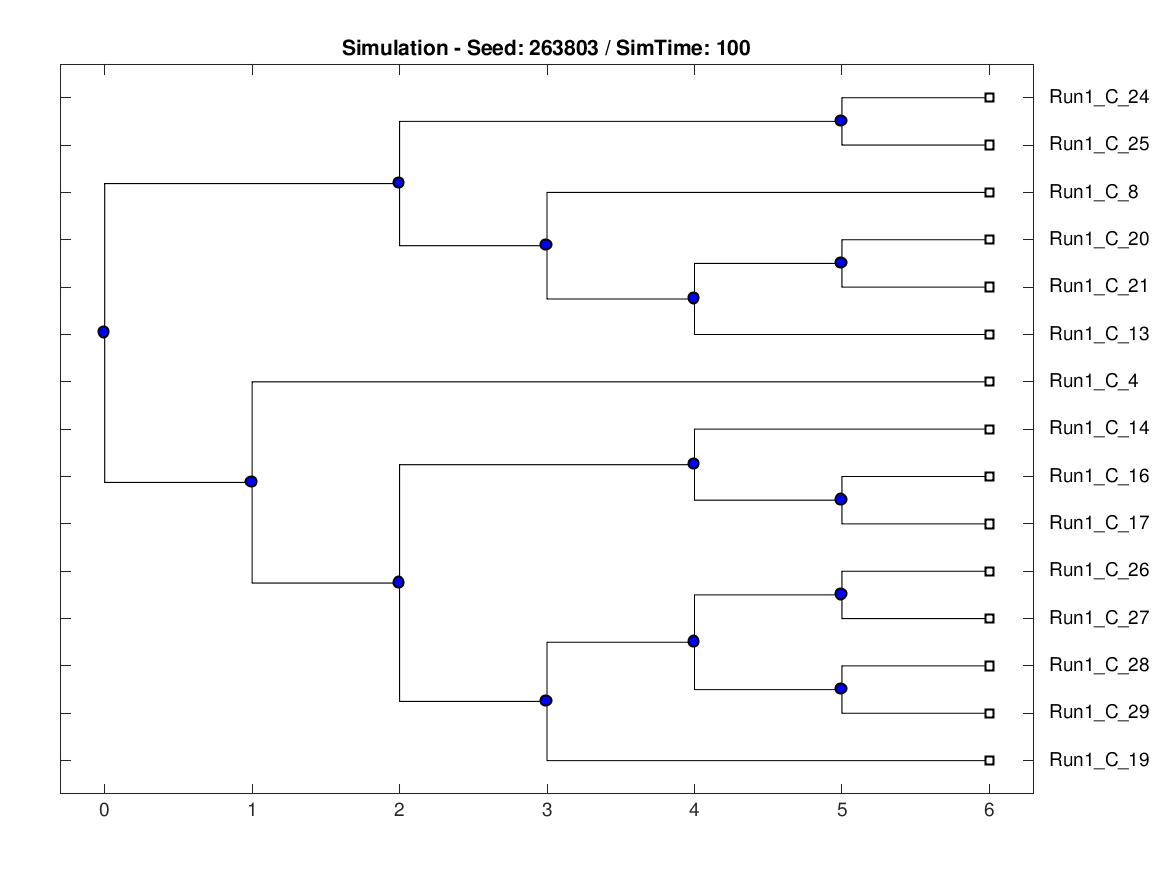 Simulation - Seed: 263803 / SimTime: 100
Run1_C_24
Run1_C_25
Run1_C_8
Run1_C_20
Run1_C_21
Run1_C_13
Run1_C_4
Run1_C_14
Run1_C_16
Run1_C_17
Run1_C_26
Run1_C_27
Run1_C_28
Run1_C_29
Run1_C_19
0 1 2 3 4 5 6